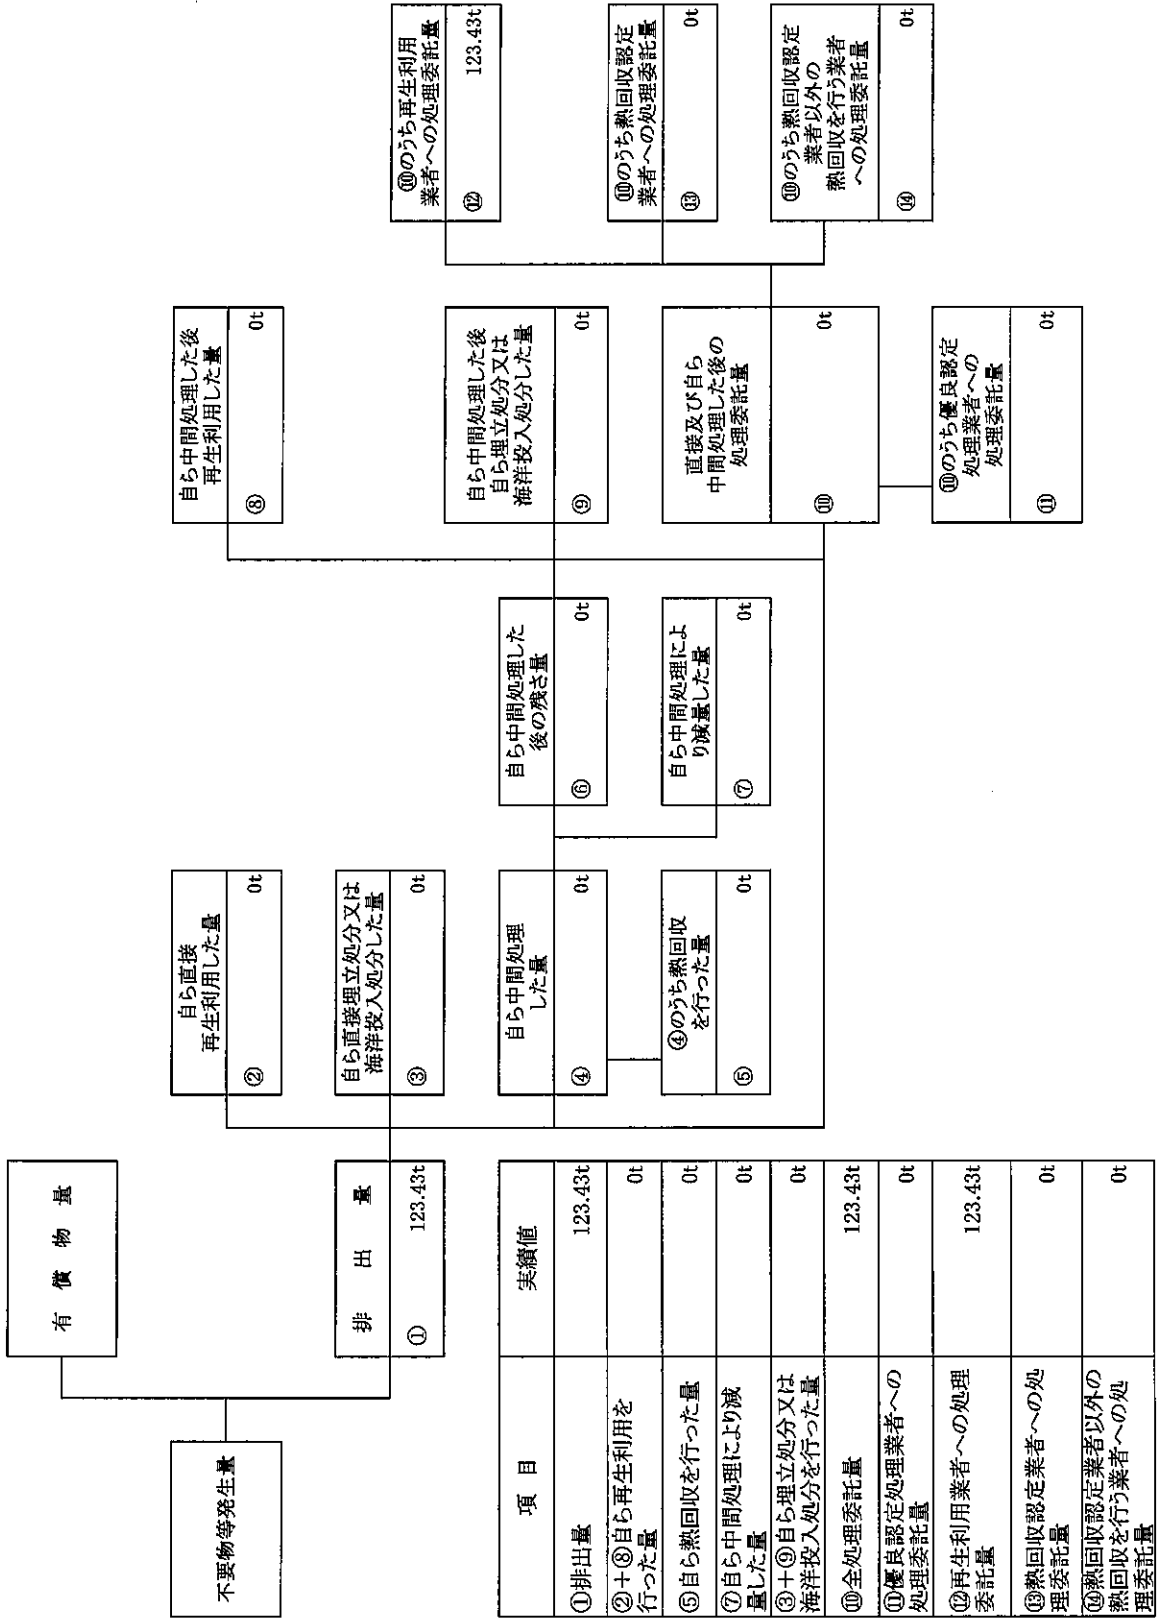 不要物等発生量
有償物量
排出量
① 123.43t
自ら直接
再生利用した量
② 0t
自ら直接埋立処分又は
海洋投入処分した量
③ 0t
自ら中間処理
した量
④ 0t
④のうち熱回収
を行った量
⑤ 0t
自ら中間処理した
後の残さ量
⑥ 0t
自ら中間処理によ
り減量した量
⑦ 0t
自ら中間処理した後
再生利用した量
⑧ 0t
自ら中間処理した後
自ら埋立処分又は
海洋投入処分した量
⑨ 0t
直接及び自ら
中間処理した後の
処理委託量
⑩ 0t
⑩のうち優良認定
処理業者への
処理委託量
⑪ 0t
⑩のうち再生利用
業者への処理委託量
⑫ 123.43t
⑩のうち熱回収認定
業者への処理委託量
⑬ 0t
⑩のうち熱回収認定
業者以外の
熱回収を行う業者
への処理委託量
⑭ 0t
項目 実績値
①排出量 123.43t
②+⑧自ら再生利用を
行った量 0t
⑤自ら熱回収を行った量 0t
⑦自ら中間処理により減
量した量 0t
③+⑨自ら埋立処分又は
海洋投入処分を行った量 0t
⑩全処理委託量 123.43t
⑪優良認定処理業者への
処理委託量 0t
⑫再生利用業者への処理
委託量 123.43t
⑬熱回収認定業者への処
理委託量 0t
⑭熱回収認定業者以外の
熱回収を行う業者への処
理委託量 0t